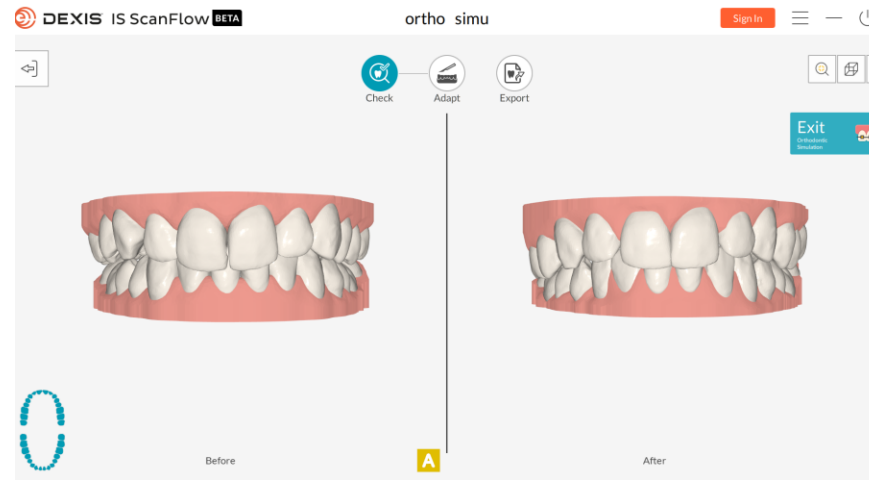 DEXIS IS ScanFlow BETA
ortho simu
Sign In
Check
Adapt
Export
Exit
Orthodontic
Simulation
Before
A
After